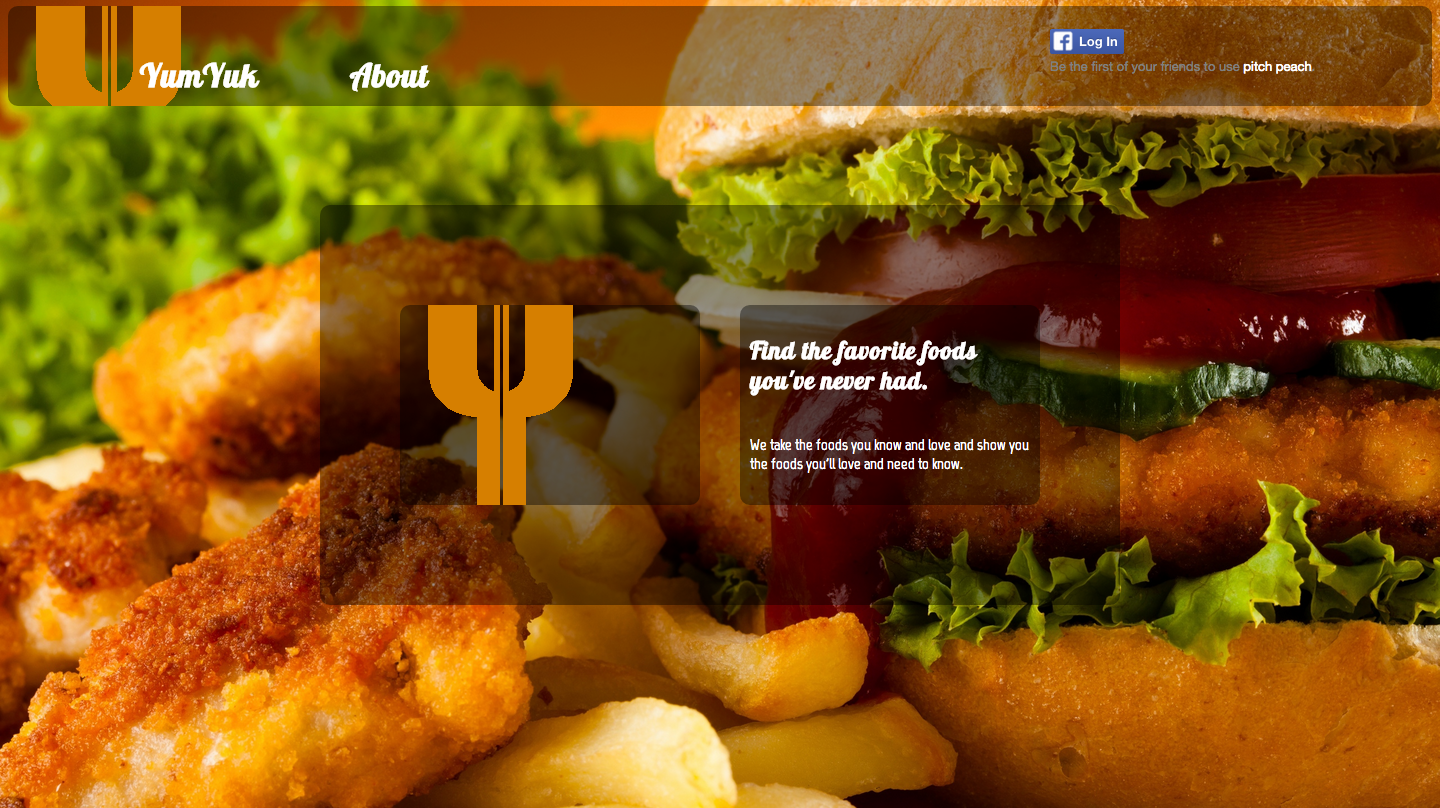 YumYuk
About
Log In
Be the first of your friends to use pitch peach.
Find the favorite foods
you've never had.
We take the foods you know and love and show you
the foods you'll love and need to know.